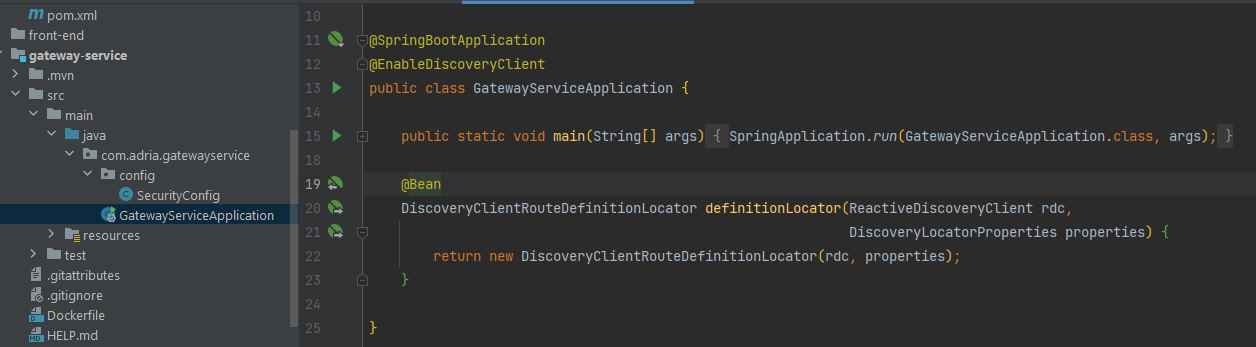 pom.xml
front-end
gateway-service
.mvn
src
main
java
com.adria.gatewayservice
config
SecurityConfig
GatewayServiceApplication
resources
test
.gitattributes
.gitignore
Dockerfile
HELP.md
10
11 @SpringBootApplication
12 @EnableDiscoveryClient
13 public class GatewayServiceApplication {
14
15 public static void main(String[] args) { SpringApplication.run(GatewayServiceApplication.class, args); }
18
19 @Bean
20 DiscoveryClientRouteDefinitionLocator definitionLocator(ReactiveDiscoveryClient rdc,
21 DiscoveryLocatorProperties properties) {
22 return new DiscoveryClientRouteDefinitionLocator(rdc, properties);
23 }
24
25 }